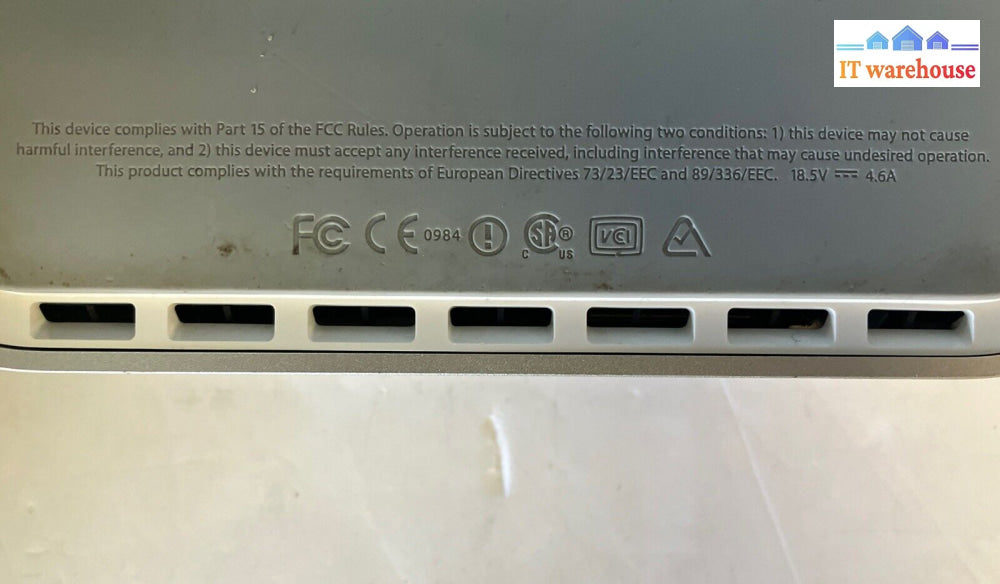 IT warehouse
This device complies with Part 15 of the FCC Rules. Operation is subject to the following two conditions: 1) this device may not cause
harmful interference, and 2) this device must accept any interference received, including interference that may cause undesired operation.
This product complies with the requirements of European Directives 73/23/EEC and 89/336/EEC. 18.5V ⎓ 4.6A
FC CE 0984 ! C SA ® US VCI